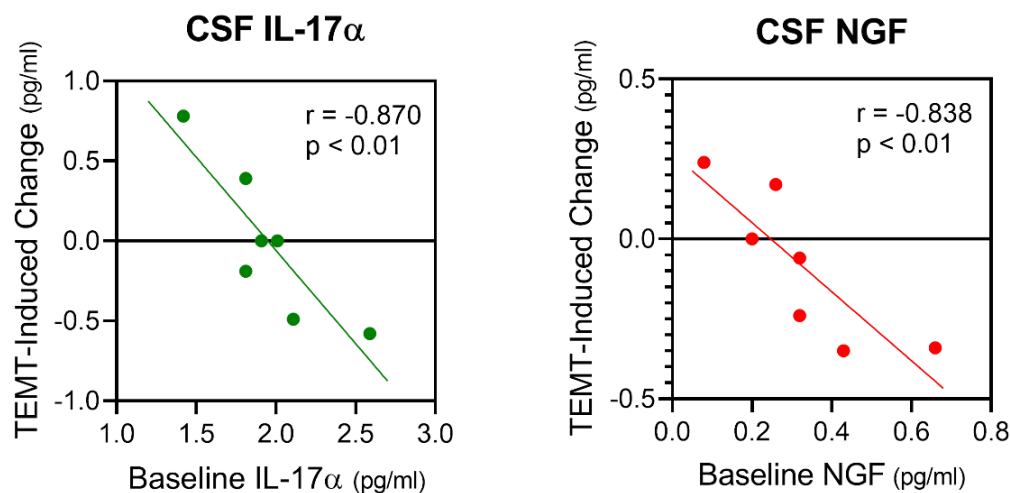 CSF IL-17α
TEMT-Induced Change (pg/ml)
1.0
0.5
0.0
-0.5
-1.0
r = -0.870
p < 0.01
1.0 1.5 2.0 2.5 3.0
Baseline IL-17α (pg/ml)
CSF NGF
TEMT-Induced Change (pg/ml)
0.5
0.0
-0.5
r = -0.838
p < 0.01
0.0 0.2 0.4 0.6 0.8
Baseline NGF (pg/ml)